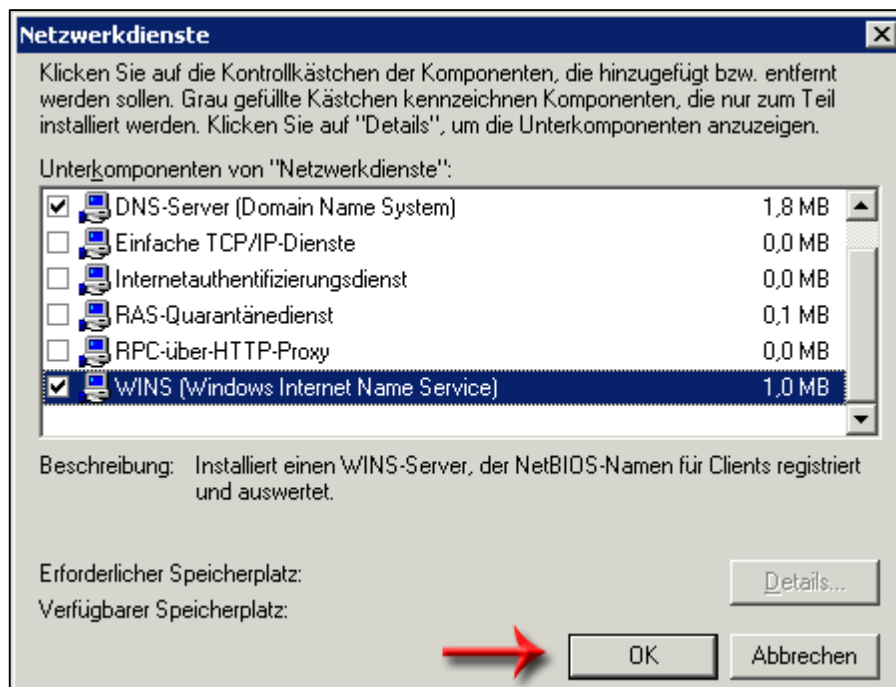 Netzwerkdienste
Klicken Sie auf die Kontrollkästchen der Komponenten, die hinzugefügt bzw. entfernt
werden sollen. Grau gefüllte Kästchen kennzeichnen Komponenten, die nur zum Teil
installiert werden. Klicken Sie auf "Details", um die Unterkomponenten anzuzeigen.
Unterkomponenten von "Netzwerkdienste":
DNS-Server (Domain Name System) 1,8 MB
Einfache TCP/IP-Dienste 0,0 MB
Internetauthentifizierungsdienst 0,0 MB
RAS-Quarantänedienst 0,1 MB
RPC-über-HTTP-Proxy 0,0 MB
WINS (Windows Internet Name Service) 1,0 MB
Beschreibung: Installiert einen WINS-Server, der NetBIOS-Namen für Clients registriert
und auswertet.
Erforderlicher Speicherplatz:
Details...
Verfügbarer Speicherplatz:
OK Abbrechen